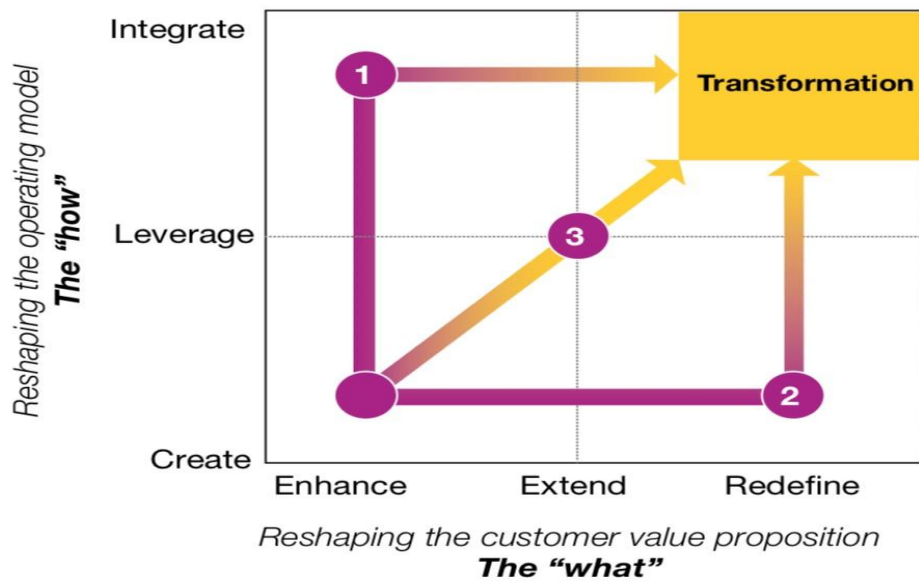 Integrate
1
Transformation
Reshaping the operating model
The “how”
Leverage
3
2
Create
Enhance
Extend
Redefine
Reshaping the customer value proposition
The “what”